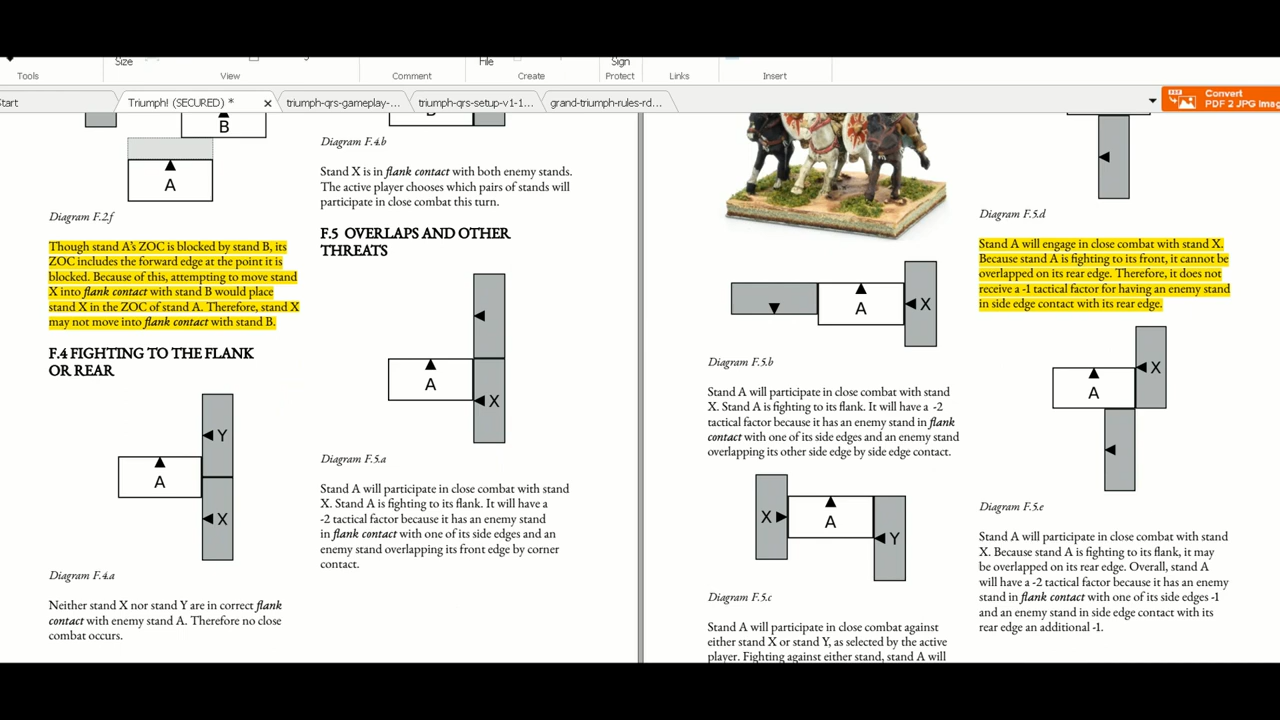 Size
File
Sign
Tools
View
Comment
Create
Protect
Links
Insert
Start
Triumph! (SECURED) *
triumph-qrs-gameplay-...
triumph-qrs-setup-v1-1...
grand-triumph-rules-rd...
Convert
PDF 2 JPG Imag
B
A
Diagram F.2.f
Though stand A's ZOC is blocked by stand B, its
ZOC includes the forward edge at the point it is
blocked. Because of this, attempting to move stand
X into flank contact with stand B would place
stand X in the ZOC of stand A. Therefore, stand X
may not move into flank contact with stand B.
F.4 FIGHTING TO THE FLANK
OR REAR
Y
A
X
Diagram F.4.a
Neither stand X nor stand Y are in correct flank
contact with enemy stand A. Therefore no close
combat occurs.
Diagram F.4.b
Stand X is in flank contact with both enemy stands.
The active player chooses which pairs of stands will
participate in close combat this turn.
F.5 OVERLAPS AND OTHER
THREATS
A
X
Diagram F.5.a
Stand A will participate in close combat with stand
X. Stand A is fighting to its flank. It will have a
-2 tactical factor because it has an enemy stand
in flank contact with one of its side edges and an
enemy stand overlapping its front edge by corner
contact.
A
X
Diagram F.5.b
Stand A will participate in close combat with stand
X. Stand A is fighting to its flank. It will have a -2
tactical factor because it has an enemy stand in flank
contact with one of its side edges and an enemy stand
overlapping its other side edge by side edge contact.
X
A
Y
Diagram F.5.c
Stand A will participate in close combat against
either stand X or stand Y, as selected by the active
player. Fighting against either stand, stand A will
Diagram F.5.d
Stand A will engage in close combat with stand X.
Because stand A is fighting to its front, it cannot be
overlapped on its rear edge. Therefore, it does not
receive a -1 tactical factor for having an enemy stand
in side edge contact with its rear edge.
X
A
Diagram F.5.e
Stand A will participate in close combat with stand
X. Because stand A is fighting to its flank, it may
be overlapped on its rear edge. Overall, stand A
will have a -2 tactical factor because it has an enemy
stand in flank contact with one of its side edges -1
and an enemy stand in side edge contact with its
rear edge an additional -1.